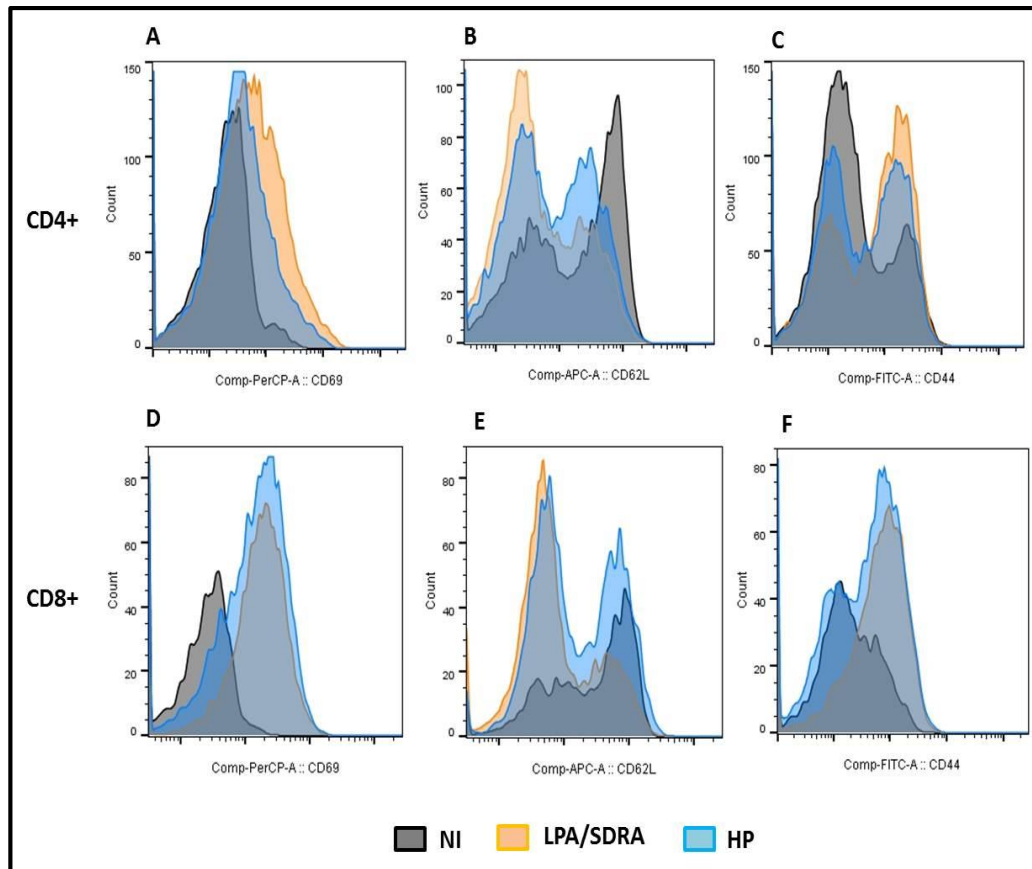 A
B
C
150
100
50
0
Count
Comp-PerCP-A :: CD69
100
80
60
40
20
0
Count
Comp-APC-A :: CD62L
150
100
50
0
Count
Comp-FITC-A :: CD44
CD4+
D
E
F
80
60
40
20
0
Count
Comp-PerCP-A :: CD69
80
60
40
20
0
Count
Comp-APC-A :: CD62L
80
60
40
20
0
Count
Comp-FITC-A :: CD44
CD8+
NI
LPA/SDRA
HP